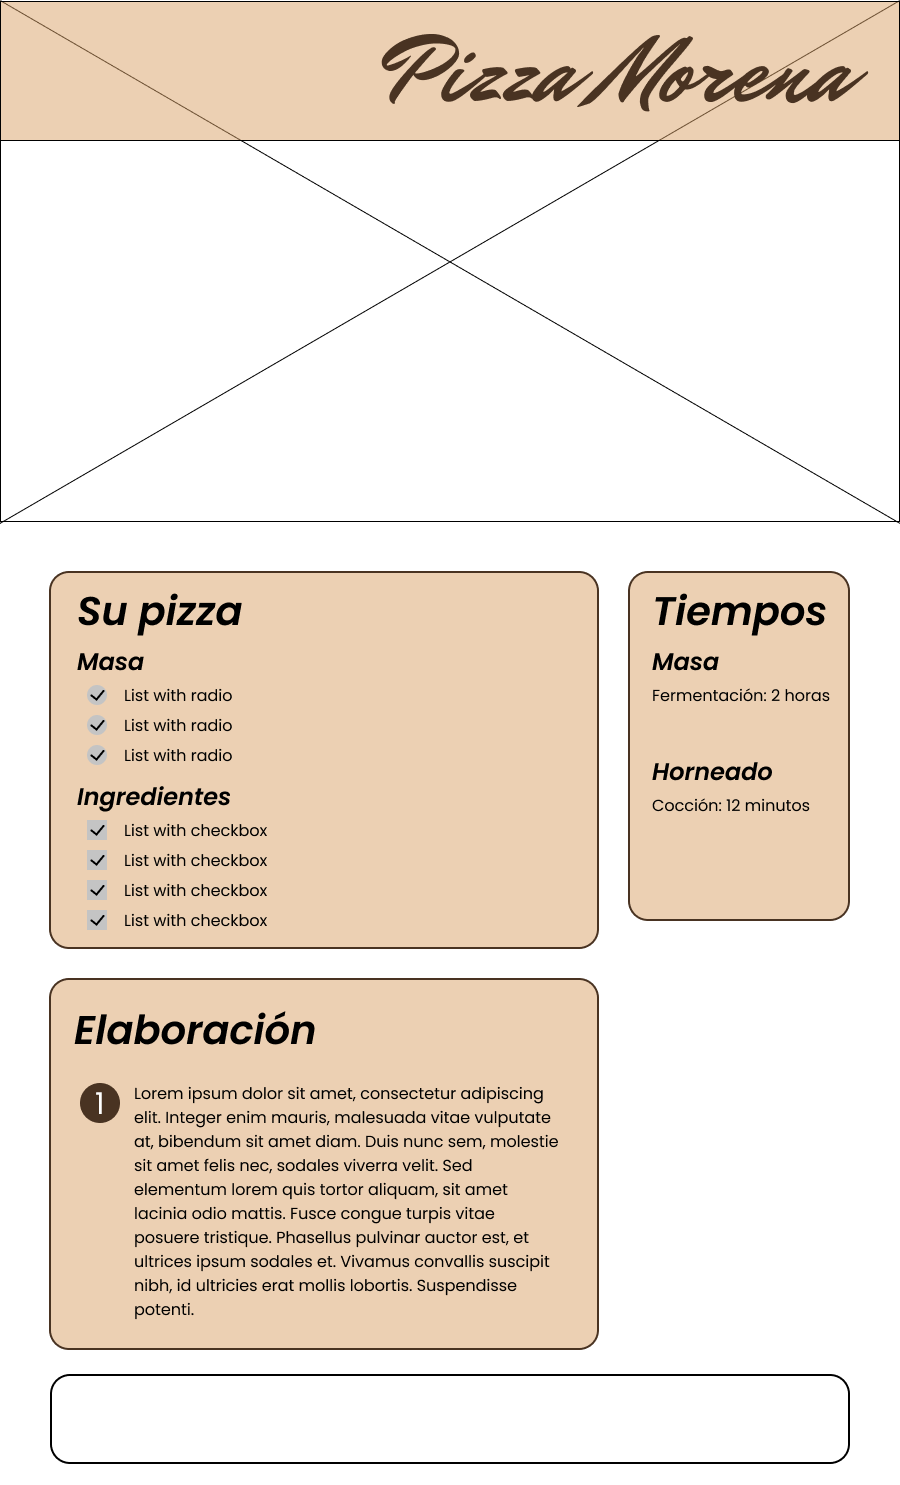 Pizza Morena
Su pizza
Masa
List with radio
List with radio
List with radio
Ingredientes
List with checkbox
List with checkbox
List with checkbox
List with checkbox
Tiempos
Masa
Fermentación: 2 horas
Horneado
Cocción: 12 minutos
Elaboración
1
Lorem ipsum dolor sit amet, consectetur adipiscing
elit. Integer enim mauris, malesuada vitae vulputate
at, bibendum sit amet diam. Duis nunc sem, molestie
sit amet felis nec, sodales viverra velit. Sed
elementum lorem quis tortor aliquam, sit amet
lacinia odio mattis. Fusce congue turpis vitae
posuere tristique. Phasellus pulvinar auctor est, et
ultrices ipsum sodales et. Vivamus convallis suscipit
nibh, id ultricies erat mollis lobortis. Suspendisse
potenti.